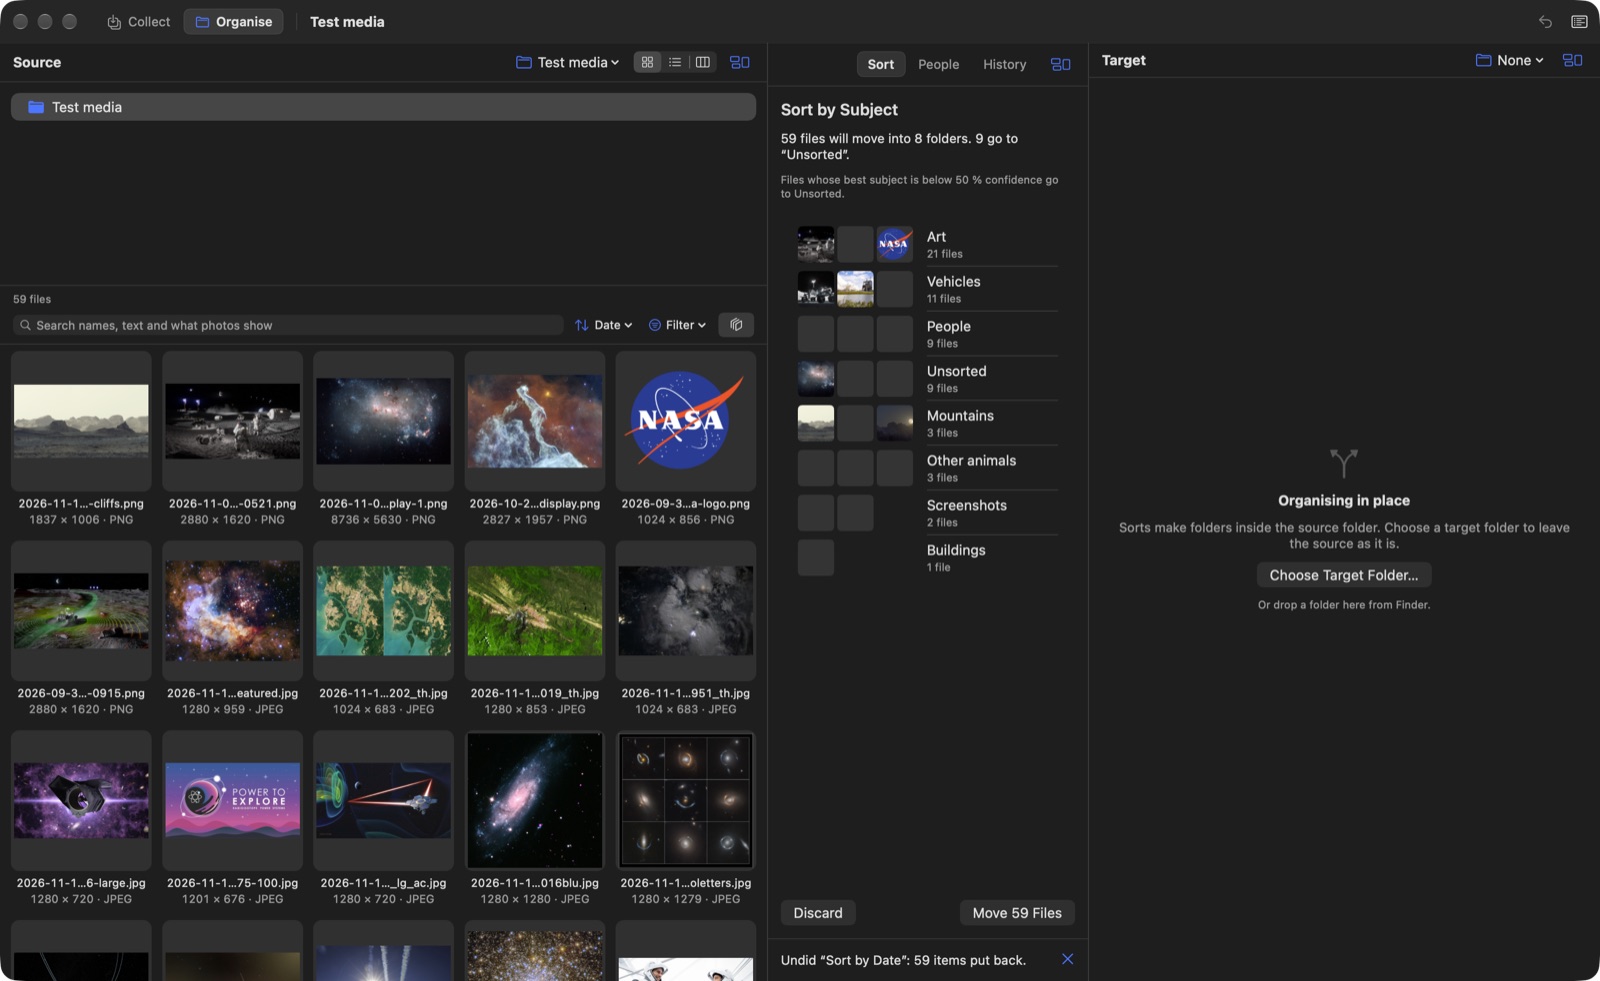 Collect
Organise
Test media
Source
Test media
Test media
59 files
Search names, text and what photos show
Date
Filter
NASA
2026-11-1...-cliffs.png
1837 × 1006 · PNG
2026-11-0...-0521.png
2880 × 1620 · PNG
2026-11-0...play-1.png
8736 × 5630 · PNG
2026-10-2...display.png
2827 × 1957 · PNG
2026-09-3...a-logo.png
1024 × 856 · PNG
2026-09-3...-0915.png
2880 × 1620 · PNG
2026-11-1...eatured.jpg
1280 × 959 · JPEG
2026-11-1...202_th.jpg
1024 × 683 · JPEG
2026-11-1...019_th.jpg
1280 × 853 · JPEG
2026-11-1...951_th.jpg
1024 × 683 · JPEG
POWER TO
EXPLORE
2026-11-1...6-large.jpg
1280 × 720 · JPEG
2026-11-1...75-100.jpg
1201 × 676 · JPEG
2026-11-1..._lg_ac.jpg
1280 × 720 · JPEG
2026-11-1...016blu.jpg
1280 × 1280 · JPEG
2026-11-1...oletters.jpg
1280 × 1279 · JPEG
Sort
People
History
Sort by Subject
59 files will move into 8 folders. 9 go to
“Unsorted”.
Files whose best subject is below 50 % confidence go
to Unsorted.
NASA
Art
21 files
Vehicles
11 files
People
9 files
Unsorted
9 files
Mountains
3 files
Other animals
3 files
Screenshots
2 files
Buildings
1 file
Discard
Move 59 Files
Undid “Sort by Date”: 59 items put back.
Target
None
Organising in place
Sorts make folders inside the source folder. Choose a target folder to leave
the source as it is.
Choose Target Folder...
Or drop a folder here from Finder.